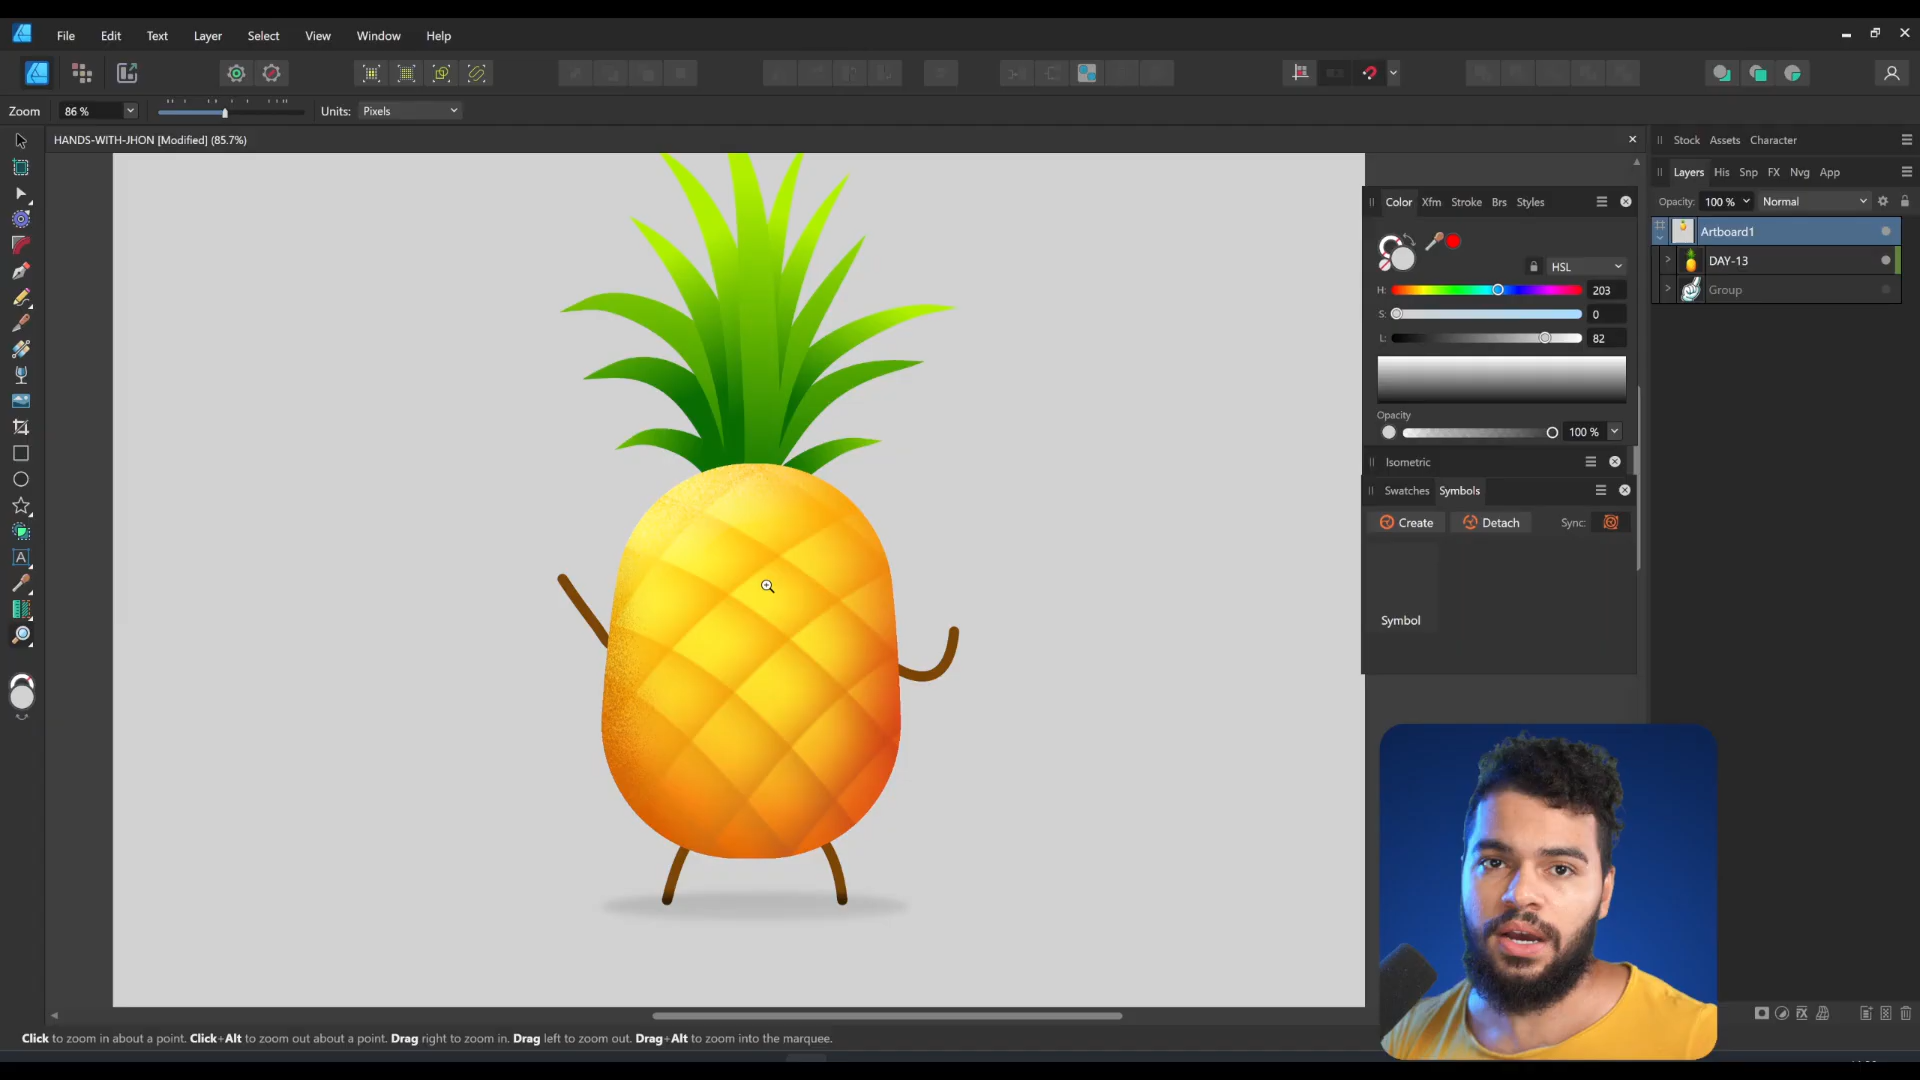 File Edit Text Layer Select View Window Help
Zoom 86 % Units: Pixels
HANDS-WITH-JHON [Modified] (85.7%)
Stock Assets Character
Layers His Snp FX Nvg App
Opacity: 100 % Normal
Artboard1
DAY-13
Group
Color Xfm Stroke Brs Styles
HSL
H: 203
S: 0
L: 82
Opacity
100 %
Isometric
Swatches Symbols
Create Detach Sync:
Symbol
A
Click to zoom in about a point. Click+Alt to zoom out about a point. Drag right to zoom in. Drag left to zoom out. Drag+Alt to zoom into the marquee.